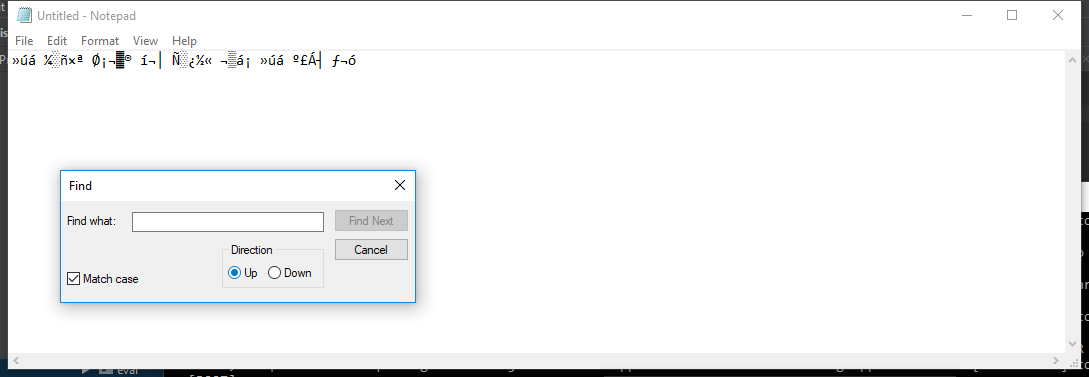 Untitled - Notepad
File Edit Format View Help
»úá ¼░ñ×ª Ø¡¬▓® í¬│ Ñ░¿½« ¬▒á¡ »úá º£Á┤ ƒ¬ó
Find
Find what:
Find Next
Cancel
Direction
Up Down
Match case
eval